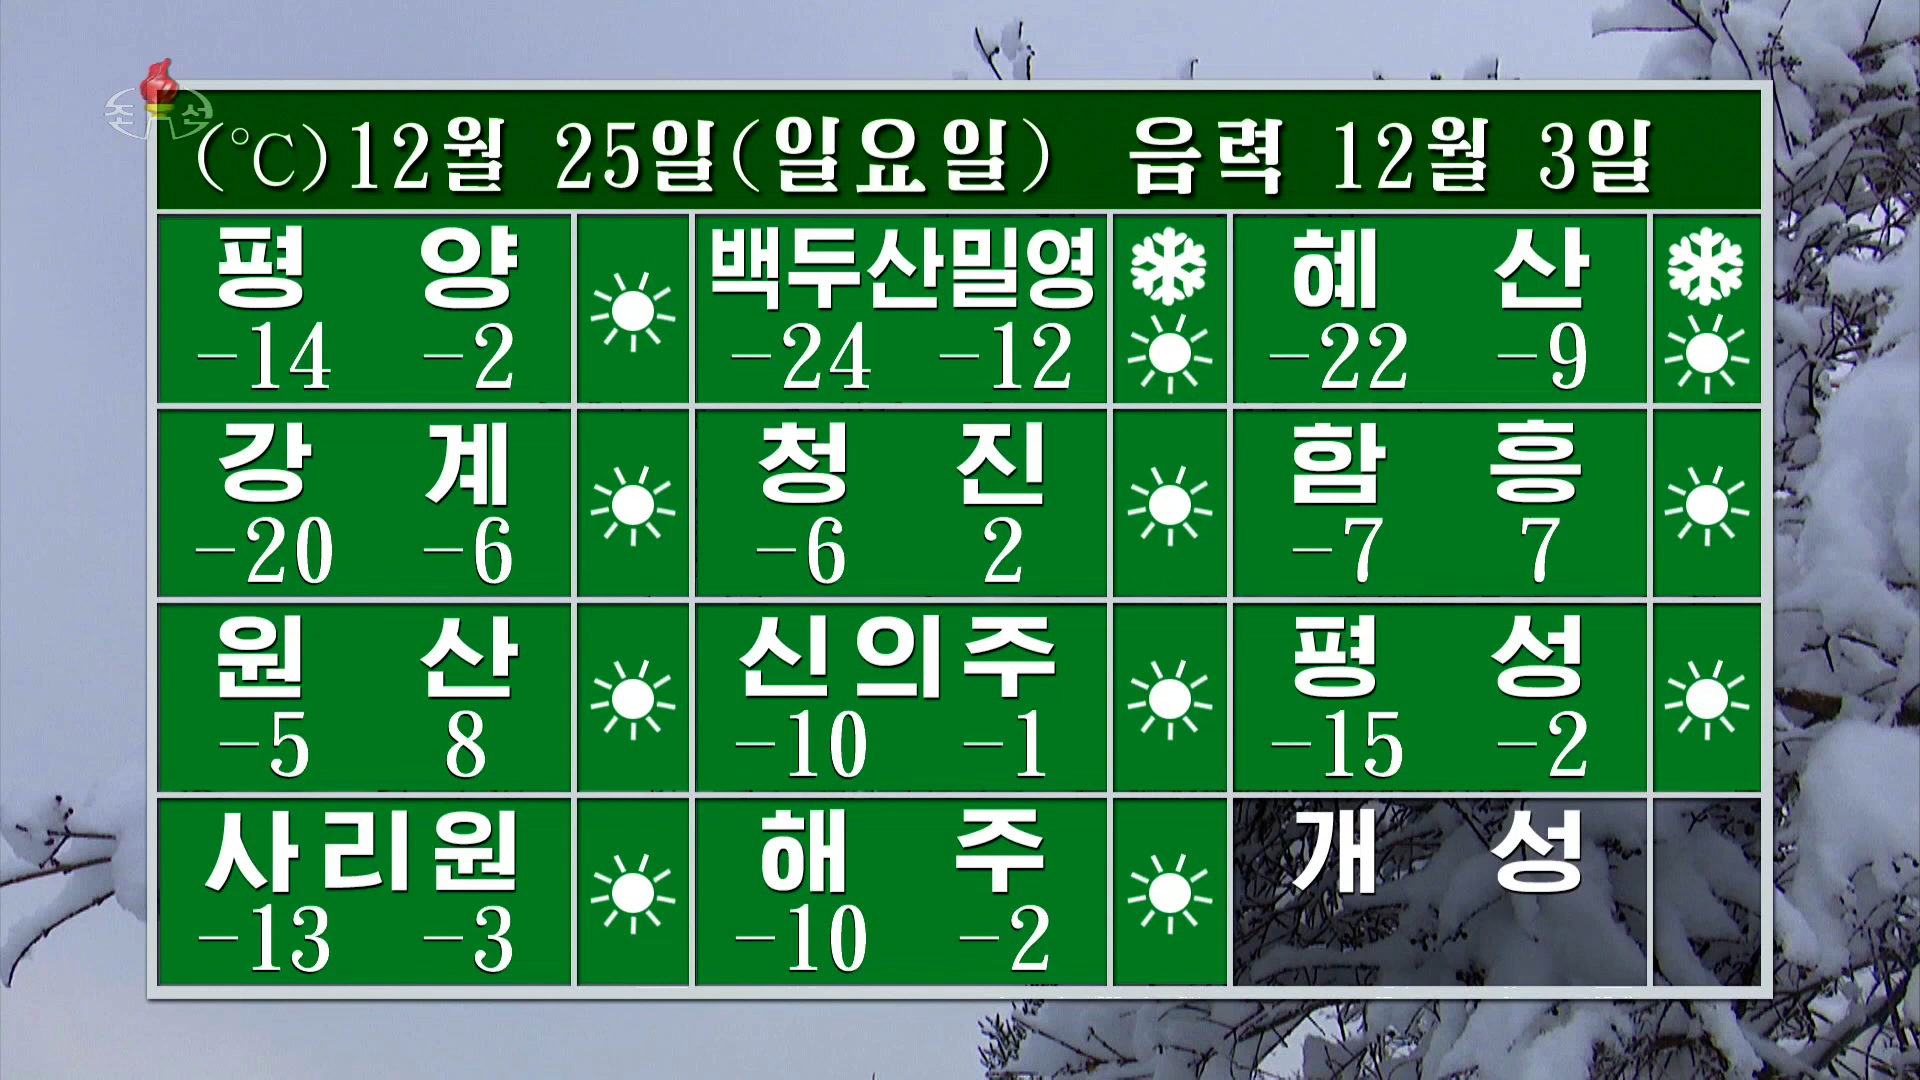 조선
(℃)12월 25일(일요일) 음력 12월 3일
평양 백두산밀영 혜산
-14 -2 -24 -12 -22 -9
강계 청진 함흥
-20 -6 -6 2 -7 7
원산 신의주 평성
-5 8 -10 -1 -15 -2
사리원 해주 개성
-13 -3 -10 -2